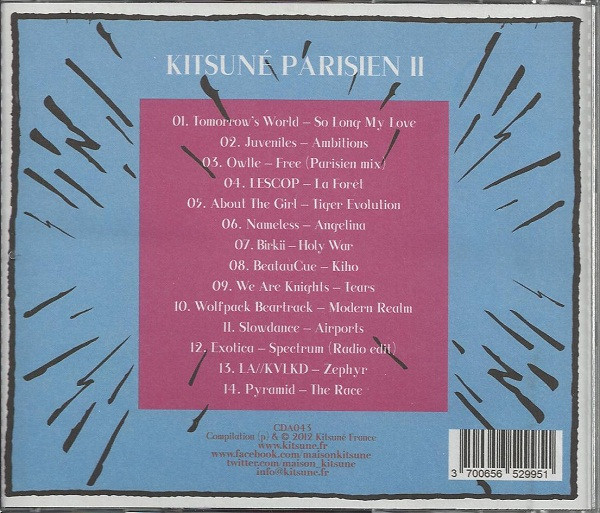 KITSUNÉ PARISIEN II
01. Tomorrow's World – So Long My Love
02. Juveniles – Ambitions
03. Owlle – Free (Parisien mix)
04. LESCOP – La Forêt
05. About The Girl – Tiger Evolution
06. Nameless – Angelina
07. Birkii – Holy War
08. BeatauCue – Kiho
09. We Are Knights – Tears
10. Wolfpack Beartrack – Modern Realm
11. Slowdance – Airports
12. Exotica – Spectrum (Radio edit)
13. LA//KVLKD – Zephyr
14. Pyramid – The Race
CDA043
Compilation (p) & © 2012 Kitsuné France
www.kitsune.fr
www.facebook.com/maisonkitsune
twitter.com/maison_kitsune
info@kitsune.fr
3 700656 529951